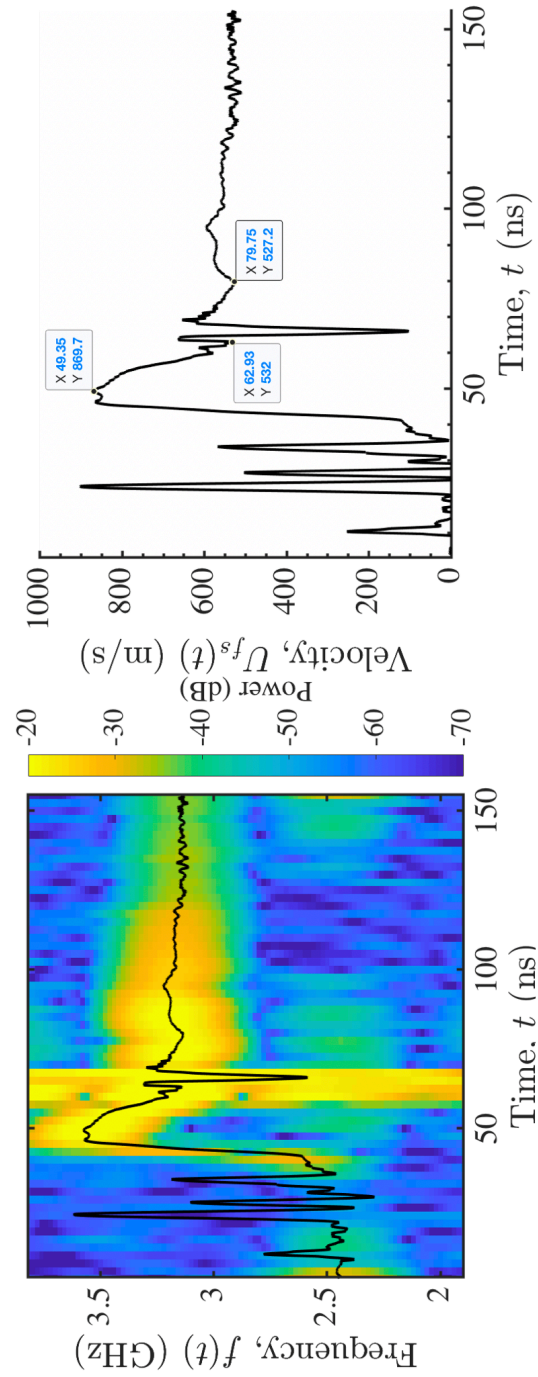 Frequency, f(t) (GHz)
3.5
3
2.5
2
50
100
150
Time, t (ns)
-20
-30
-40
-50
-60
-70
Power (dB)
Velocity, U_fs(t) (m/s)
1000
800
600
400
200
0
X 49.35
Y 869.7
X 62.93
Y 532
X 79.75
Y 527.2
50
100
150
Time, t (ns)